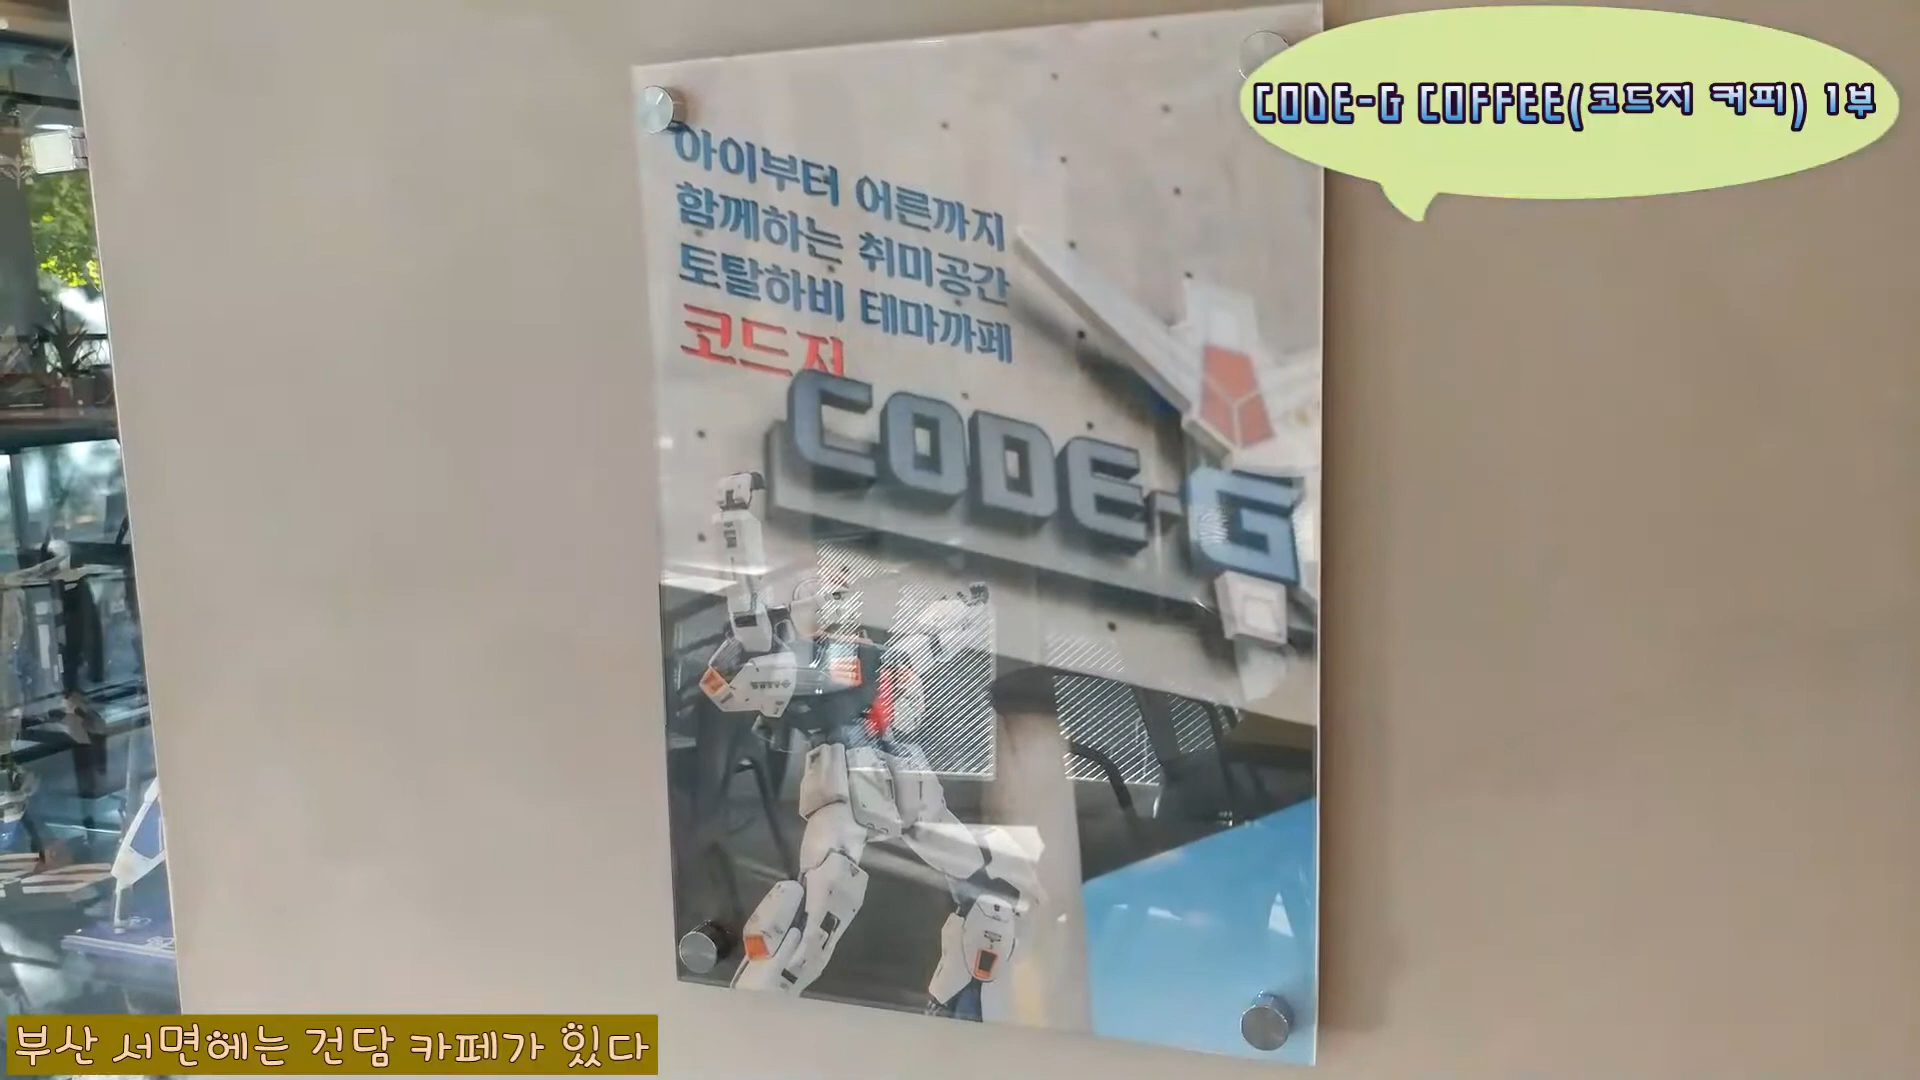 CODE-G COFFEE(코드지 커피) 1부
아이부터 어른까지
함께하는 취미공간
토탈하비 테마까페
코드지
CODE-G
부산 서면에는 건담 카페가 있다